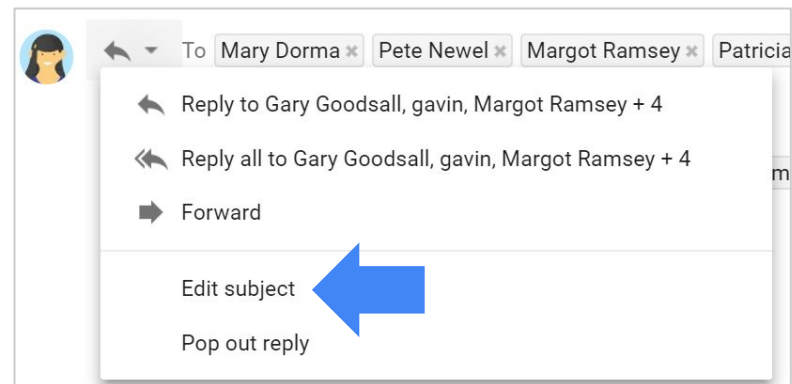 To Mary Dorma × Pete Newel × Margot Ramsey × Patricia
Reply to Gary Goodsall, gavin, Margot Ramsey + 4
Reply all to Gary Goodsall, gavin, Margot Ramsey + 4
m
Forward
Edit subject
Pop out reply